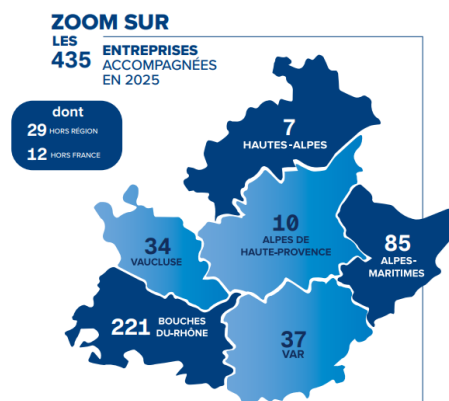 ZOOM SUR
LES
435
ENTREPRISES
ACCOMPAGNÉES
EN 2025
dont
29 HORS RÉGION
12 HORS FRANCE
7
HAUTES-ALPES
10
ALPES DE
HAUTE-PROVENCE
34
VAUCLUSE
85
ALPES-
MARITIMES
221 BOUCHES
DU-RHÔNE
37
VAR